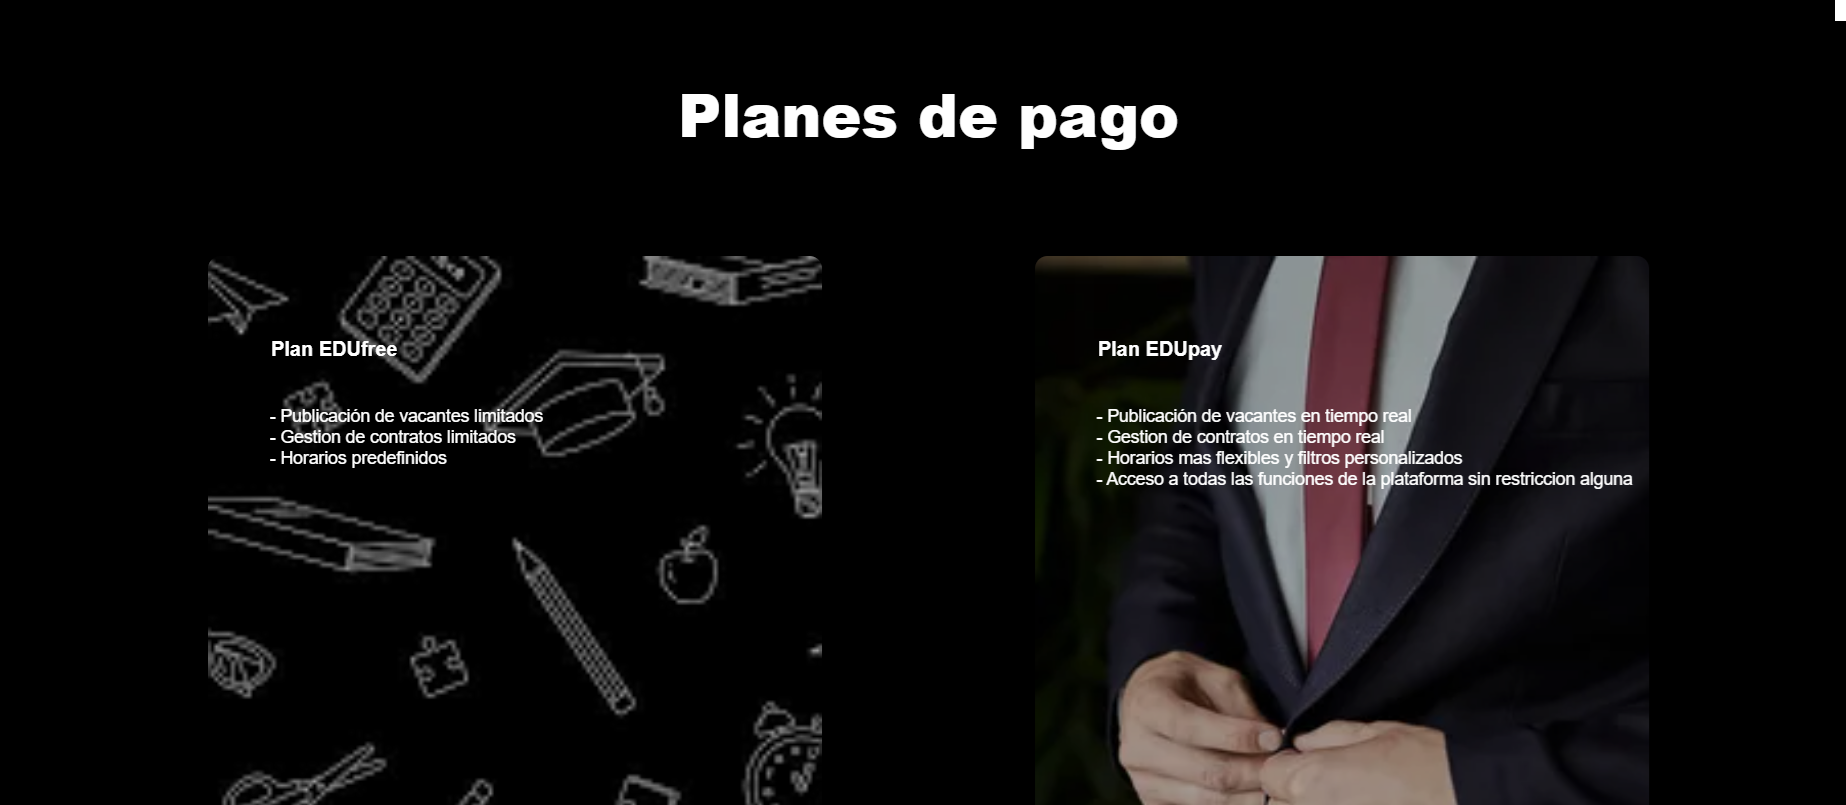 Planes de pago
Plan EDUfree
- Publicación de vacantes limitados
- Gestion de contratos limitados
- Horarios predefinidos
Plan EDUpay
- Publicación de vacantes en tiempo real
- Gestion de contratos en tiempo real
- Horarios mas flexibles y filtros personalizados
- Acceso a todas las funciones de la plataforma sin restriccion alguna